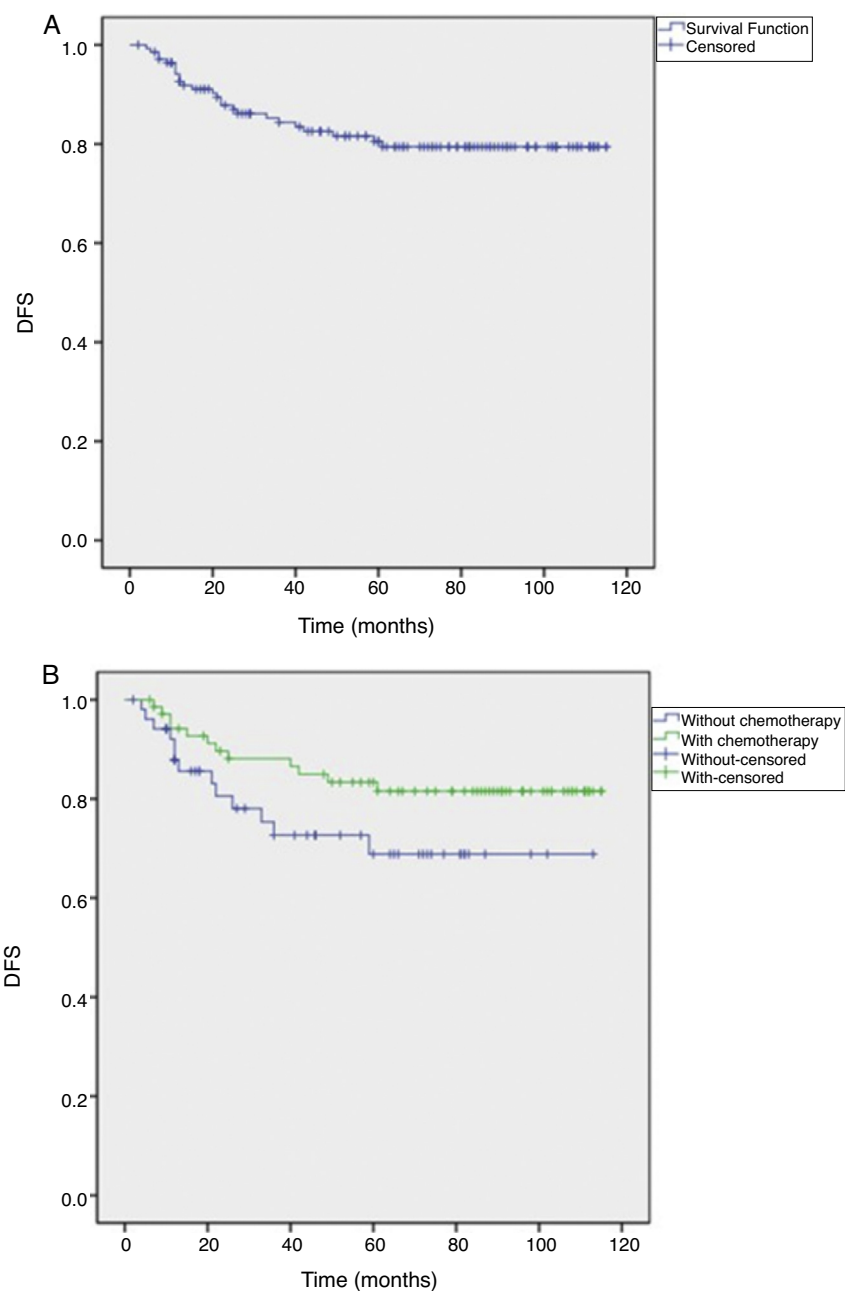 A
Survival Function
Censored
1.0
0.8
0.6
0.4
0.2
0.0
DFS
0 20 40 60 80 100 120
Time (months)
B
Without chemotherapy
With chemotherapy
Without-censored
With-censored
1.0
0.8
0.6
0.4
0.2
0.0
DFS
0 20 40 60 80 100 120
Time (months)